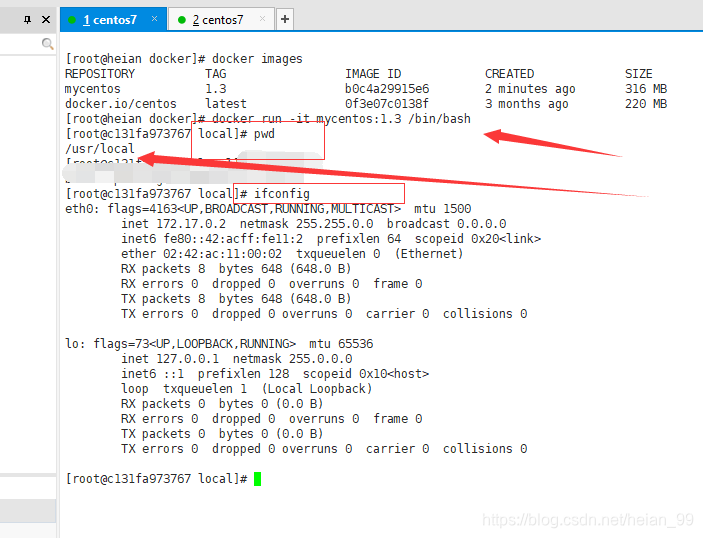 1 centos7 × 2 centos7 × +
[root@heian docker]# docker images
REPOSITORY TAG IMAGE ID CREATED SIZE
mycentos 1.3 b0c4a29915e6 2 minutes ago 316 MB
docker.io/centos latest 0f3e07c0138f 3 months ago 220 MB
[root@heian docker]# docker run -it mycentos:1.3 /bin/bash
[root@c131fa973767 local]# pwd
/usr/local
[root@c131fa973767 local]# ifconfig
eth0: flags=4163<UP,BROADCAST,RUNNING,MULTICAST> mtu 1500
inet 172.17.0.2 netmask 255.255.0.0 broadcast 0.0.0.0
inet6 fe80::42:acff:fe11:2 prefixlen 64 scopeid 0x20<link>
ether 02:42:ac:11:00:02 txqueuelen 0 (Ethernet)
RX packets 8 bytes 648 (648.0 B)
RX errors 0 dropped 0 overruns 0 frame 0
TX packets 8 bytes 648 (648.0 B)
TX errors 0 dropped 0 overruns 0 carrier 0 collisions 0
lo: flags=73<UP,LOOPBACK,RUNNING> mtu 65536
inet 127.0.0.1 netmask 255.0.0.0
inet6 ::1 prefixlen 128 scopeid 0x10<host>
loop txqueuelen 1 (Local Loopback)
RX packets 0 bytes 0 (0.0 B)
RX errors 0 dropped 0 overruns 0 frame 0
TX packets 0 bytes 0 (0.0 B)
TX errors 0 dropped 0 overruns 0 carrier 0 collisions 0
[root@c131fa973767 local]#
https://blog.csdn.net/heian_99